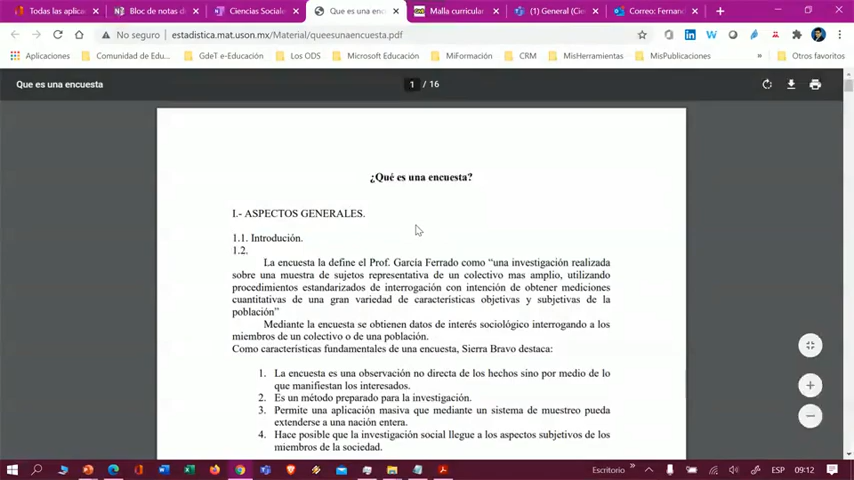 Todas las aplica
Bloc de notas d
Ciencias Sociale
Que es una enc
Malla curricular
(1) General (Cie
Correo: Fernand
No seguro
estadistica.mat.uson.mx/Material/queesunaencuesta.pdf
Aplicaciones
Comunidad de Edu...
GdeT e-Educación
Los ODS
Microsoft Educación
MiFormación
CRM
MisHerramientas
MisPublicaciones
Otros favoritos
Que es una encuesta
1 / 16
¿Qué es una encuesta?
I.- ASPECTOS GENERALES.
1.1. Introdución.
1.2.
La encuesta la define el Prof. García Ferrado como “una investigación realizada
sobre una muestra de sujetos representativa de un colectivo mas amplio, utilizando
procedimientos estandarizados de interrogación con intención de obtener mediciones
cuantitativas de una gran variedad de características objetivas y subjetivas de la
población”
Mediante la encuesta se obtienen datos de interés sociológico interrogando a los
miembros de un colectivo o de una población.
Como características fundamentales de una encuesta, Sierra Bravo destaca:
1. La encuesta es una observación no directa de los hechos sino por medio de lo
que manifiestan los interesados.
2. Es un método preparado para la investigación.
3. Permite una aplicación masiva que mediante un sistema de muestreo pueda
extenderse a una nación entera.
4. Hace posible que la investigación social llegue a los aspectos subjetivos de los
miembros de la sociedad.
Escritorio
ESP
09:12